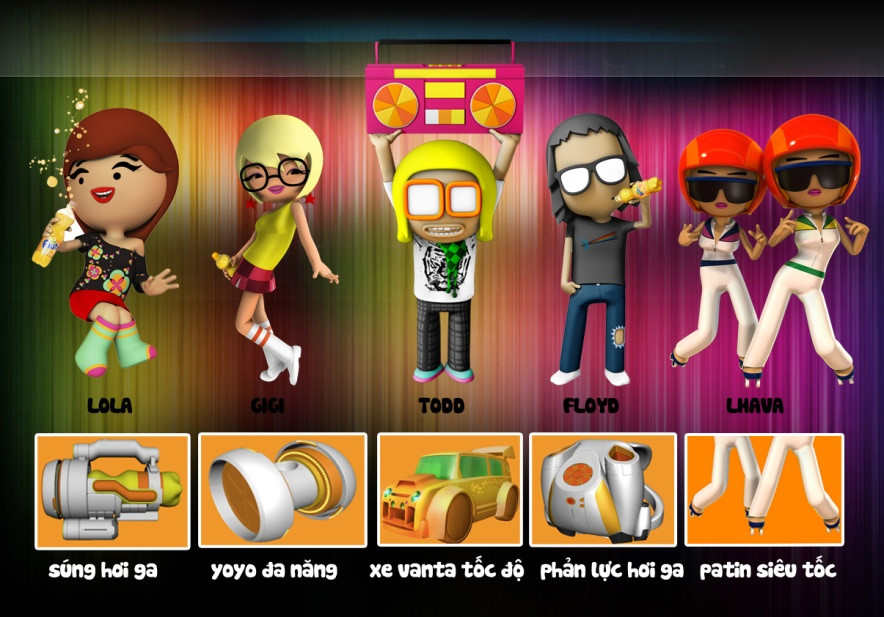 LOLA
GIGI
TODD
FLOYD
LHAVA
súng hơi ga
yoyo đa năng
xe vanta tốc độ
phản lực hơi ga
patin siêu tốc